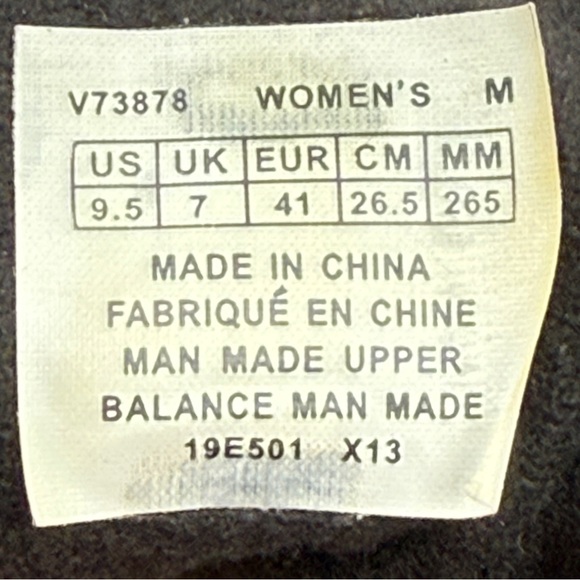 V73878 WOMEN'S M
US UK EUR CM MM
9.5 7 41 26.5 265
MADE IN CHINA
FABRIQUÉ EN CHINE
MAN MADE UPPER
BALANCE MAN MADE
19E501 X13